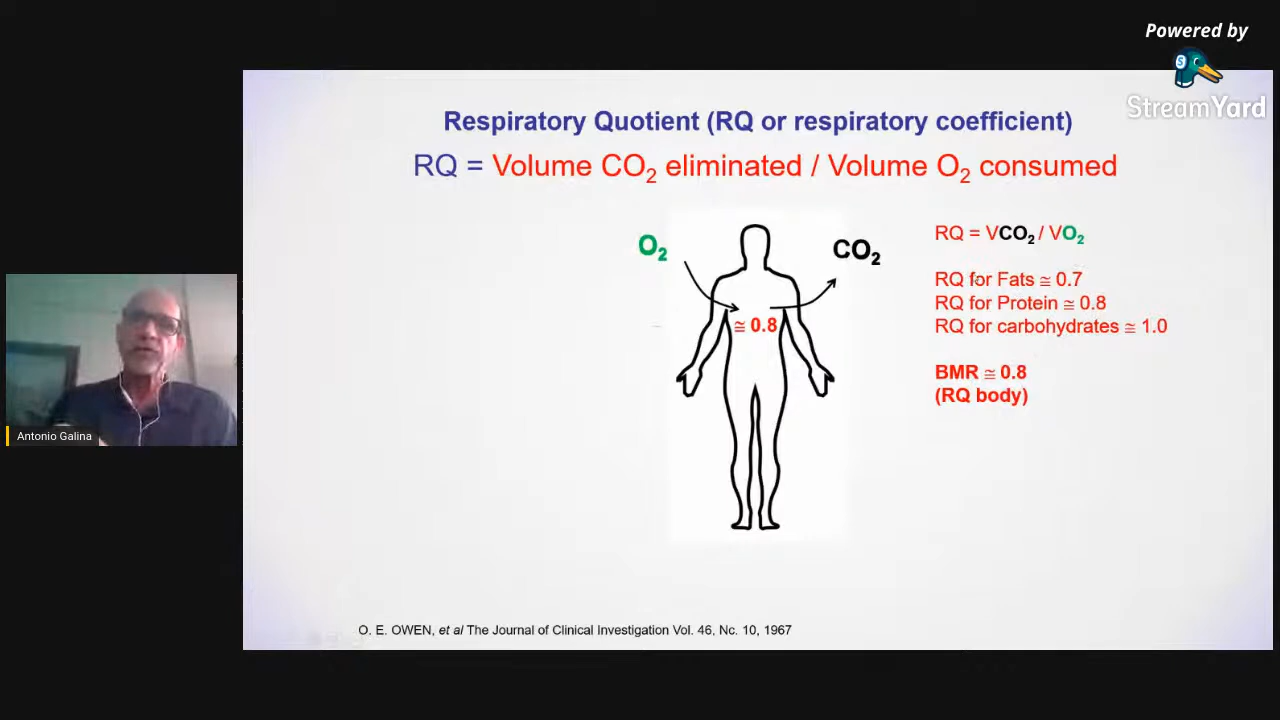 Powered by
StreamYard
Respiratory Quotient (RQ or respiratory coefficient)
RQ = Volume CO₂ eliminated / Volume O₂ consumed
O₂
CO₂
≅ 0.8
RQ = VCO₂ / VO₂
RQ for Fats ≅ 0.7
RQ for Protein ≅ 0.8
RQ for carbohydrates ≅ 1.0
BMR ≅ 0.8
(RQ body)
Antonio Galina
O. E. OWEN, et al The Journal of Clinical Investigation Vol. 46, Nc. 10, 1967